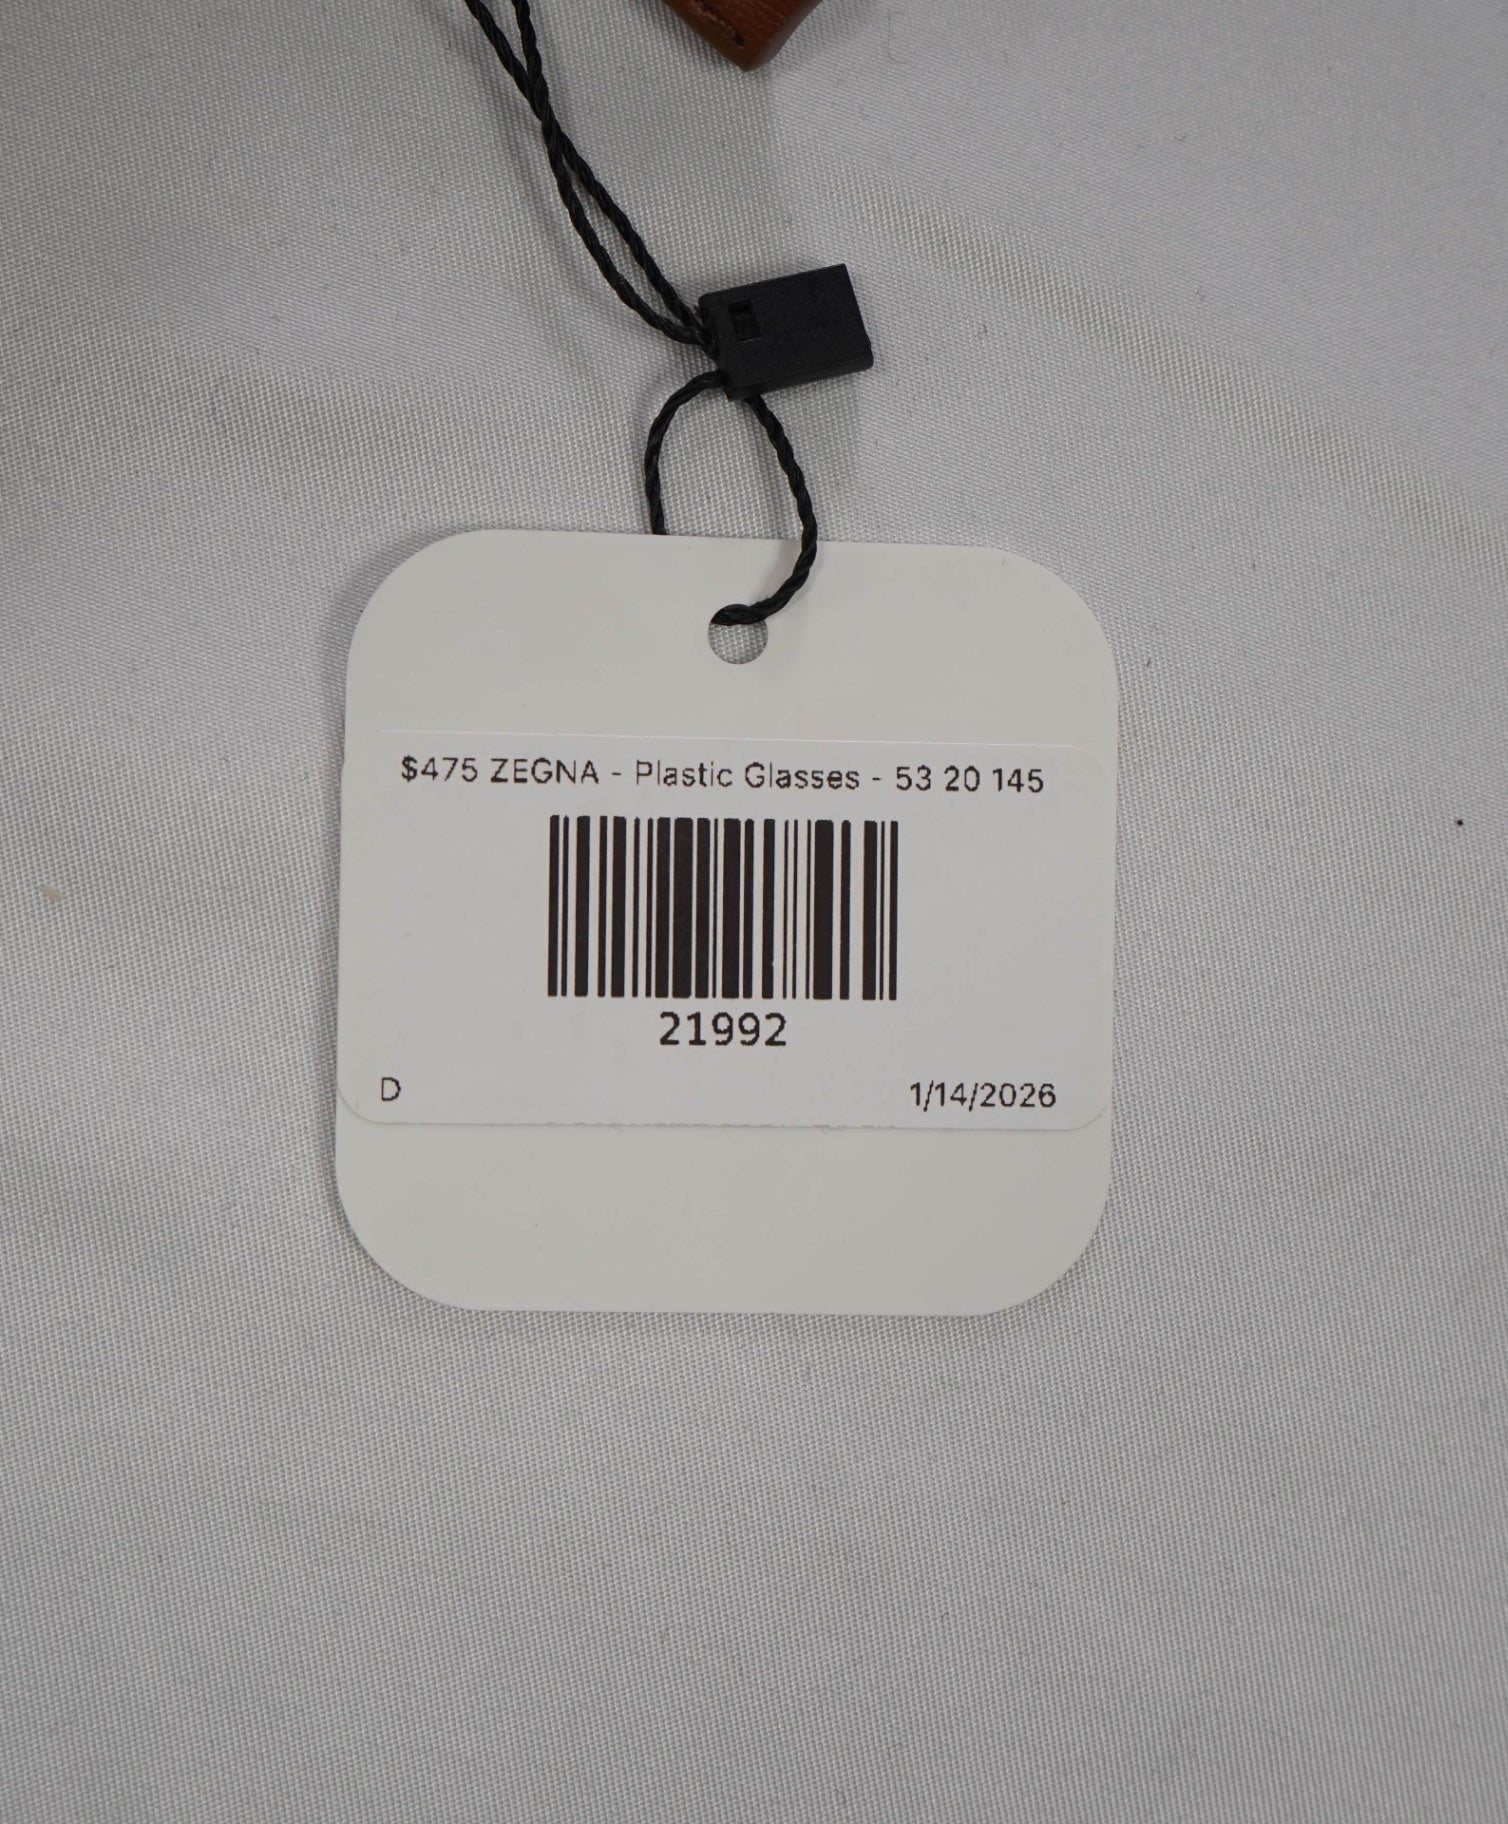 $475 ZEGNA - Plastic Glasses - 53 20 145
21992
D 1/14/2026